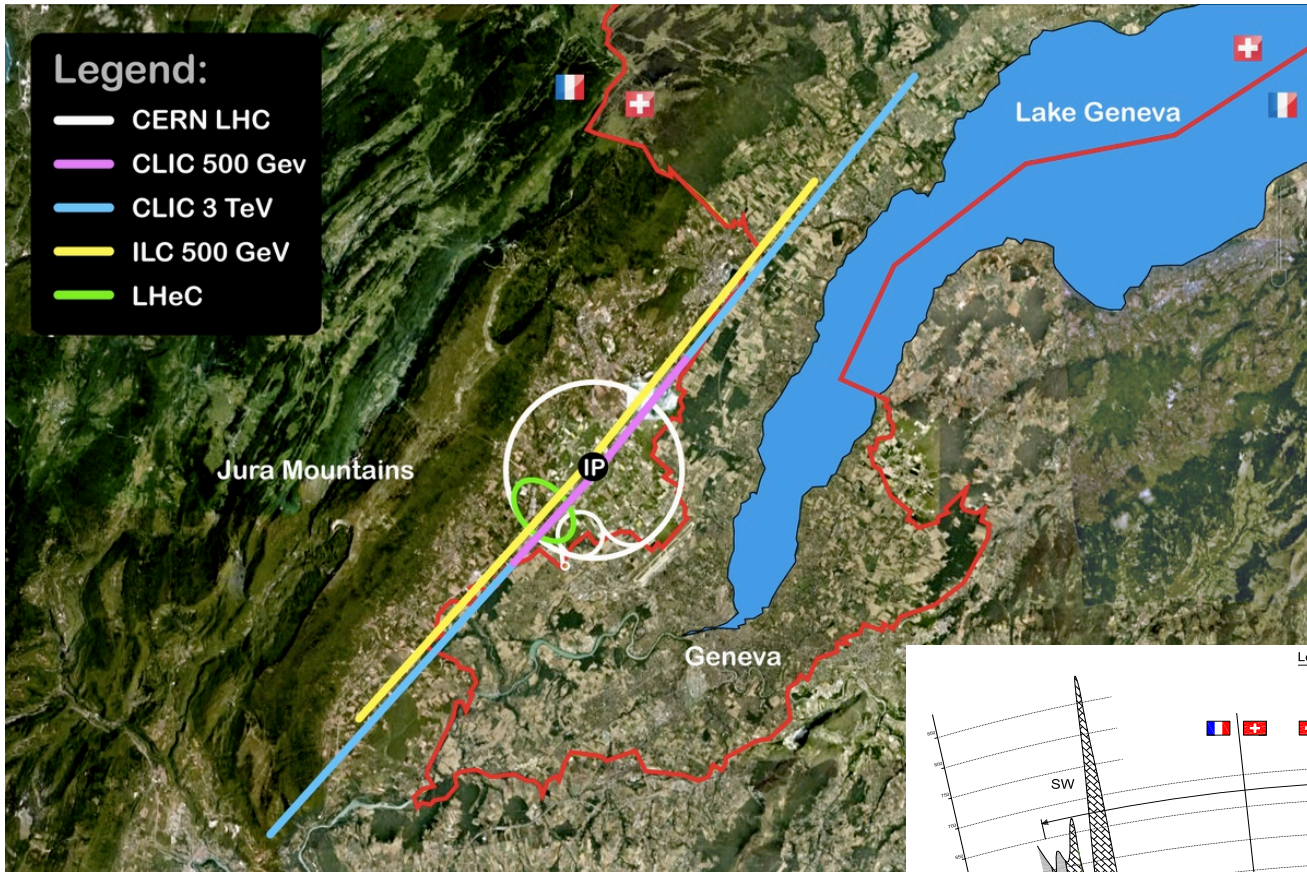 Legend:
CERN LHC
CLIC 500 Gev
CLIC 3 TeV
ILC 500 GeV
LHeC
Lake Geneva
Jura Mountains
IP
Geneva
SW